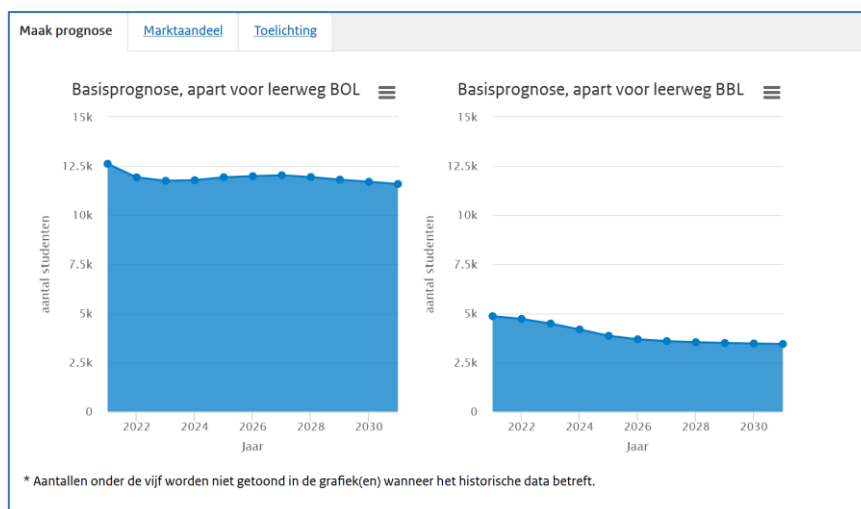 Maak prognose Marktaandeel Toelichting
Basisprognose, apart voor leerweg BOL
15k
12.5k
10k
7.5k
5k
2.5k
0
aantal studenten
2022 2024 2026 2028 2030
Jaar
Basisprognose, apart voor leerweg BBL
15k
12.5k
10k
7.5k
5k
2.5k
0
aantal studenten
2022 2024 2026 2028 2030
Jaar
* Aantallen onder de vijf worden niet getoond in de grafiek(en) wanneer het historische data betreft.